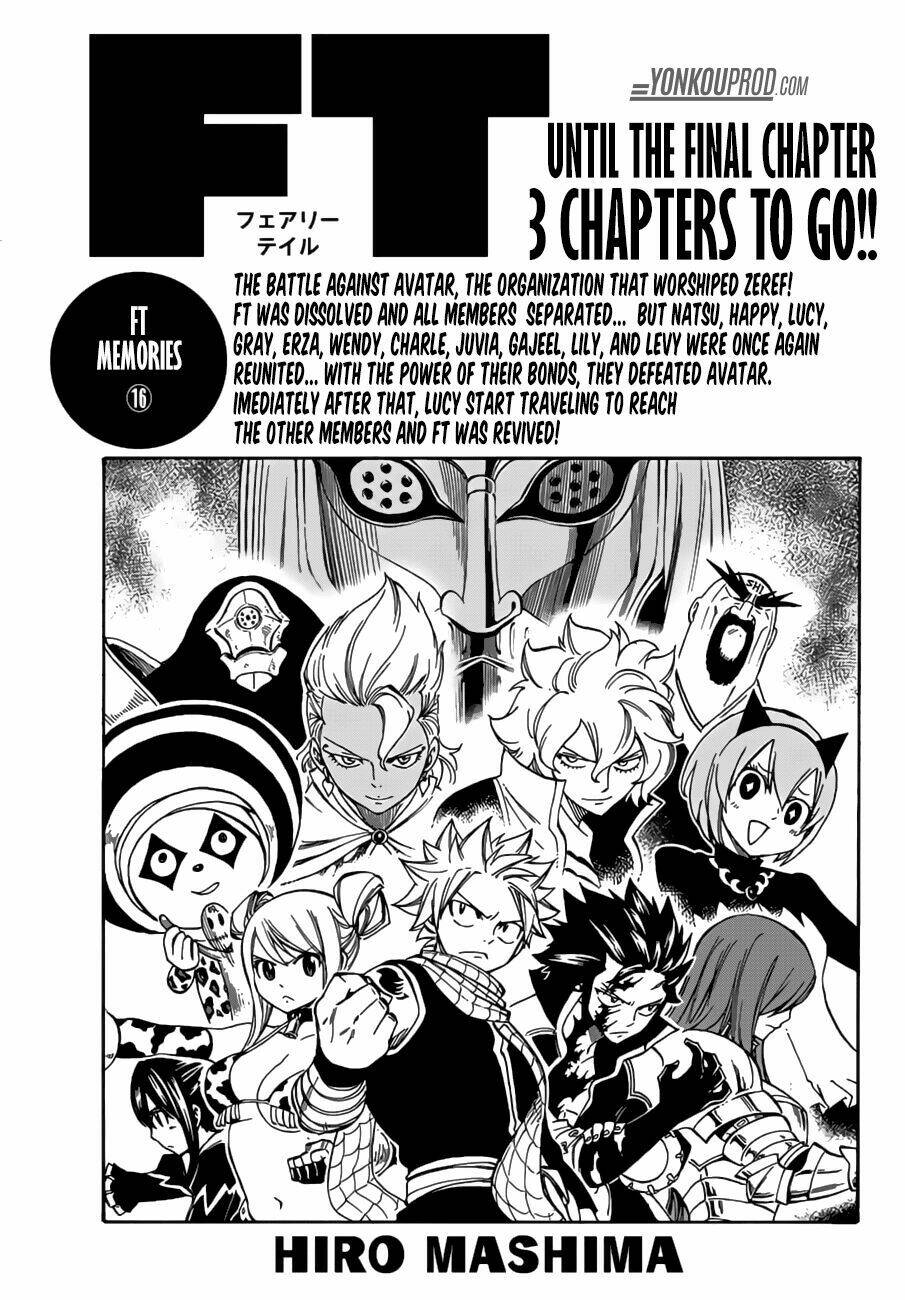 FT
フェアリー
テイル
=YONKOUPROD.COM
UNTIL THE FINAL CHAPTER
3 CHAPTERS TO GO!!
FT
MEMORIES
⑯
THE BATTLE AGAINST AVATAR, THE ORGANIZATION THAT WORSHIPED ZEREF!
FT WAS DISSOLVED AND ALL MEMBERS SEPARATED... BUT NATSU, HAPPY, LUCY,
GRAY, ERZA, WENDY, CHARLE, JUVIA, GAJEEL, LILY, AND LEVY WERE ONCE AGAIN
REUNITED... WITH THE POWER OF THEIR BONDS, THEY DEFEATED AVATAR.
IMEDIATELY AFTER THAT, LUCY START TRAVELING TO REACH
THE OTHER MEMBERS AND FT WAS REVIVED!
HIRO MASHIMA